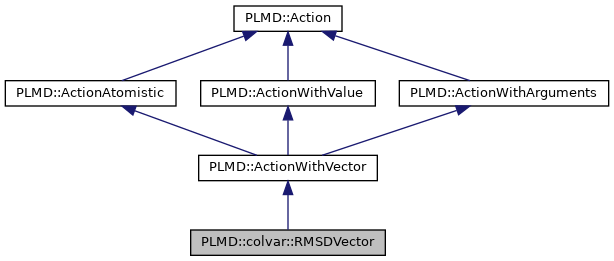 PLMD::Action
PLMD::ActionAtomistic
PLMD::ActionWithValue
PLMD::ActionWithArguments
PLMD::ActionWithVector
PLMD::colvar::RMSDVector